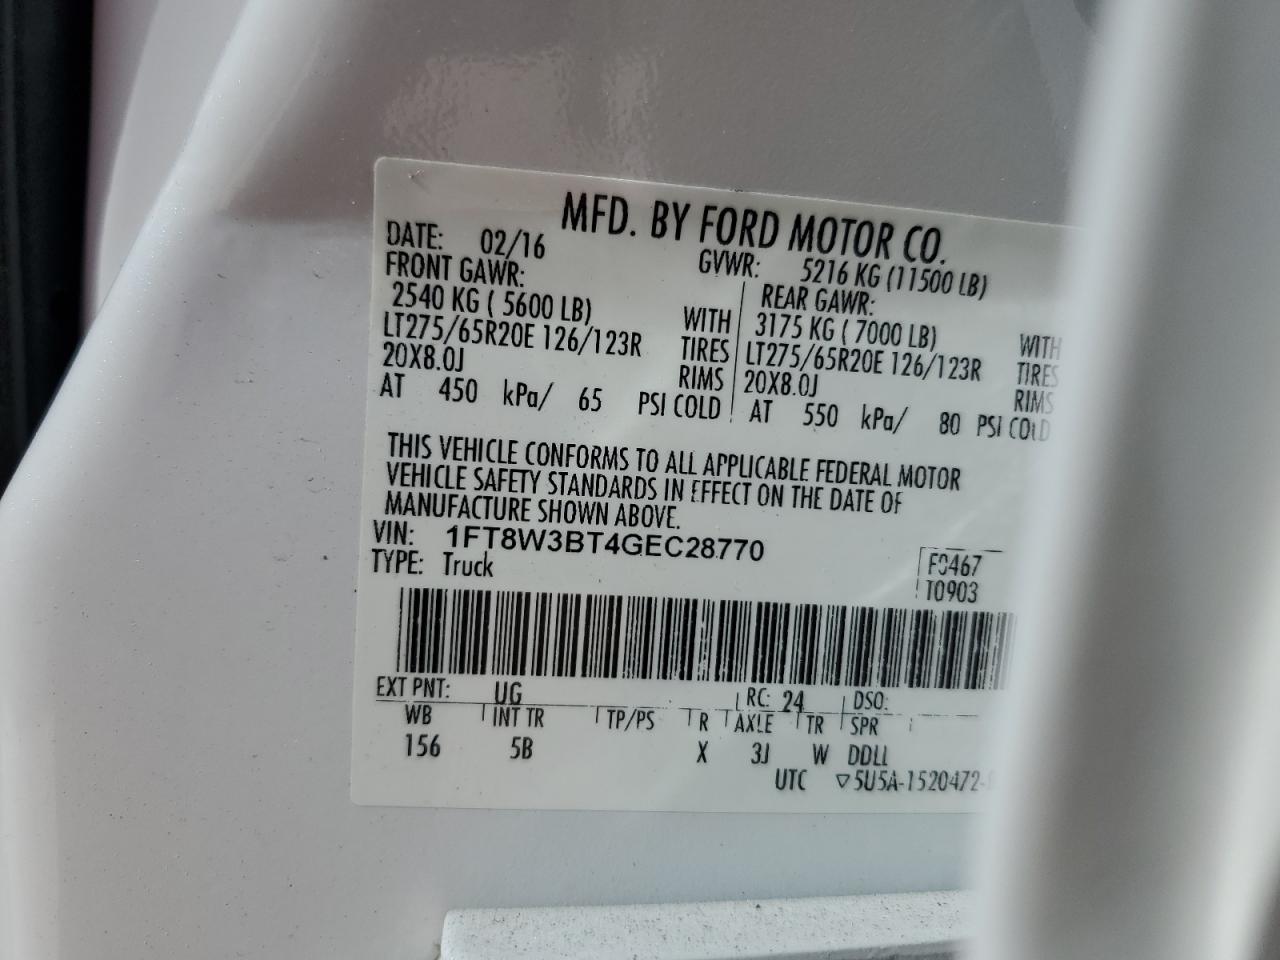 MFD. BY FORD MOTOR CO.
DATE: 02/16 GVWR: 5216 KG (11500 LB)
FRONT GAWR: REAR GAWR:
2540 KG ( 5600 LB) WITH 3175 KG ( 7000 LB) WITH
LT275/65R20E 126/123R TIRES LT275/65R20E 126/123R TIRES
20X8.0J RIMS 20X8.0J RIMS
AT 450 kPa/ 65 PSI COLD AT 550 kPa/ 80 PSI COLD
THIS VEHICLE CONFORMS TO ALL APPLICABLE FEDERAL MOTOR
VEHICLE SAFETY STANDARDS IN EFFECT ON THE DATE OF
MANUFACTURE SHOWN ABOVE.
VIN: 1FT8W3BT4GEC28770
TYPE: Truck
T0903
EXT PNT: UG RC: 24 DSO:
WB INT TR TP/PS R AXLE TR SPR
156 5B X 3J W DDLL
UTC ▽5U5A-1520472-